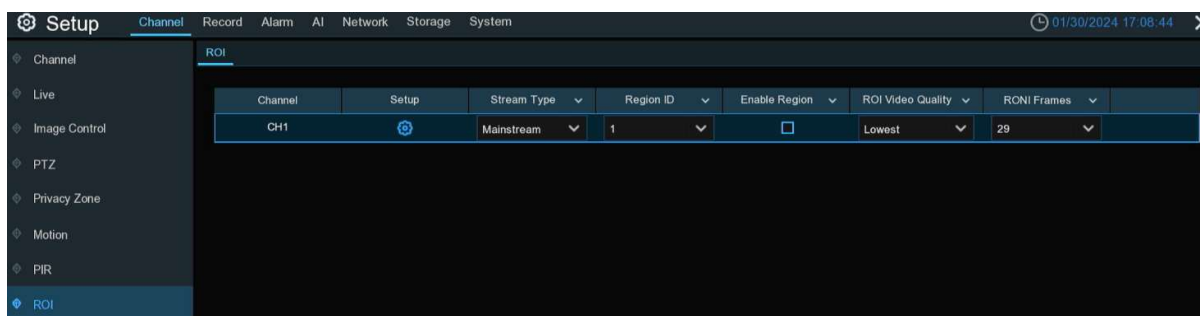 Setup Channel Record Alarm AI Network Storage System 01/30/2024 17:08:44
Channel
Live
Image Control
PTZ
Privacy Zone
Motion
PIR
ROI
ROI
Channel Setup Stream Type Region ID Enable Region ROI Video Quality RONI Frames
CH1 Mainstream 1 Lowest 29